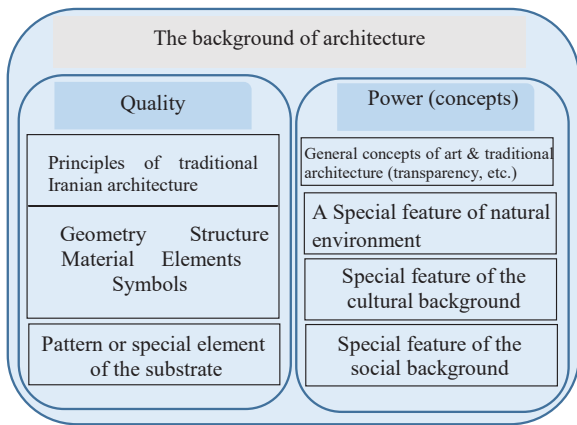 The background of architecture
Quality
Principles of traditional
Iranian architecture
Geometry Structure
Material Elements
Symbols
Pattern or special element
of the substrate
Power (concepts)
General concepts of art & traditional
architecture (transparency, etc.)
A Special feature of natural
environment
Special feature of the
cultural background
Special feature of the
social background